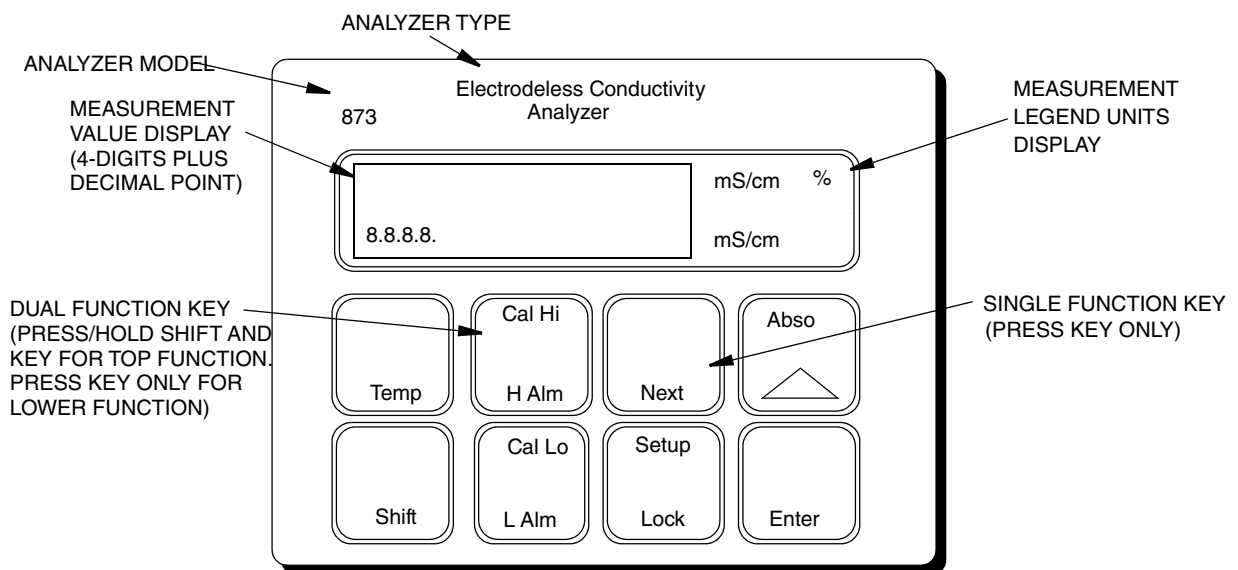 ANALYZER TYPE
ANALYZER MODEL
Electrodeless Conductivity
Analyzer
873
MEASUREMENT
VALUE DISPLAY
(4-DIGITS PLUS
DECIMAL POINT)
MEASUREMENT
LEGEND UNITS
DISPLAY
mS/cm %
8.8.8.8. mS/cm
DUAL FUNCTION KEY
(PRESS/HOLD SHIFT AND
KEY FOR TOP FUNCTION.
PRESS KEY ONLY FOR
LOWER FUNCTION)
SINGLE FUNCTION KEY
(PRESS KEY ONLY)
Cal Hi Abso
Temp H Alm Next
Cal Lo Setup
Shift L Alm Lock Enter